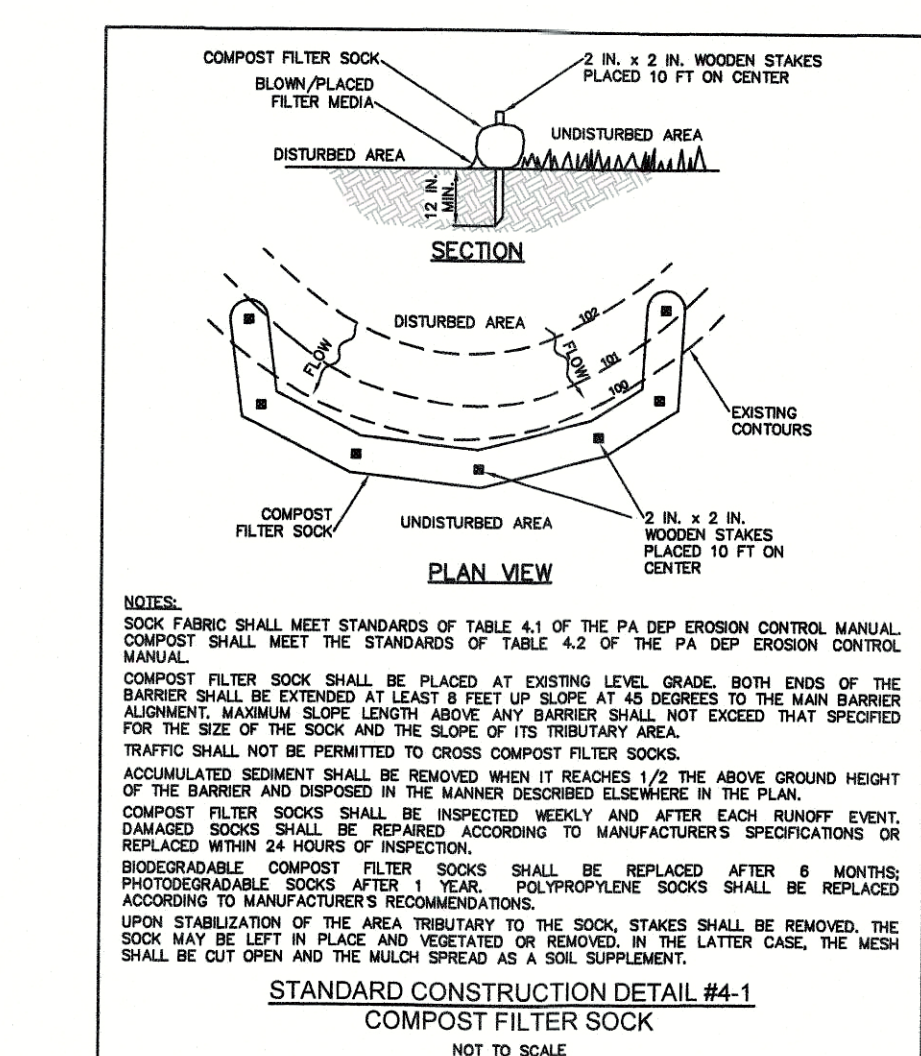 COMPOST FILTER SOCK
2 IN. x 2 IN. WOODEN STAKES
PLACED 10 FT ON CENTER
BLOWN/PLACED
FILTER MEDIA
UNDISTURBED AREA
DISTURBED AREA
12 IN.
MIN.
SECTION
DISTURBED AREA
102
FLOW
FLOW
101
100
EXISTING
CONTOURS
COMPOST
FILTER SOCK
UNDISTURBED AREA
2 IN. x 2 IN.
WOODEN STAKES
PLACED 10 FT ON
CENTER
PLAN VIEW
NOTES:
SOCK FABRIC SHALL MEET STANDARDS OF TABLE 4.1 OF THE PA DEP EROSION CONTROL MANUAL.
COMPOST SHALL MEET THE STANDARDS OF TABLE 4.2 OF THE PA DEP EROSION CONTROL
MANUAL.
COMPOST FILTER SOCK SHALL BE PLACED AT EXISTING LEVEL GRADE. BOTH ENDS OF THE
BARRIER SHALL BE EXTENDED AT LEAST 8 FEET UP SLOPE AT 45 DEGREES TO THE MAIN BARRIER
ALIGNMENT. MAXIMUM SLOPE LENGTH ABOVE ANY BARRIER SHALL NOT EXCEED THAT SPECIFIED
FOR THE SIZE OF THE SOCK AND THE SLOPE OF ITS TRIBUTARY AREA.
TRAFFIC SHALL NOT BE PERMITTED TO CROSS COMPOST FILTER SOCKS.
ACCUMULATED SEDIMENT SHALL BE REMOVED WHEN IT REACHES 1/2 THE ABOVE GROUND HEIGHT
OF THE BARRIER AND DISPOSED IN THE MANNER DESCRIBED ELSEWHERE IN THE PLAN.
COMPOST FILTER SOCKS SHALL BE INSPECTED WEEKLY AND AFTER EACH RUNOFF EVENT.
DAMAGED SOCKS SHALL BE REPAIRED ACCORDING TO MANUFACTURER'S SPECIFICATIONS OR
REPLACED WITHIN 24 HOURS OF INSPECTION.
BIODEGRADABLE COMPOST FILTER SOCKS SHALL BE REPLACED AFTER 6 MONTHS;
PHOTODEGRADABLE SOCKS AFTER 1 YEAR. POLYPROPYLENE SOCKS SHALL BE REPLACED
ACCORDING TO MANUFACTURER'S RECOMMENDATIONS.
UPON STABILIZATION OF THE AREA TRIBUTARY TO THE SOCK, STAKES SHALL BE REMOVED. THE
SOCK MAY BE LEFT IN PLACE AND VEGETATED OR REMOVED. IN THE LATTER CASE, THE MESH
SHALL BE CUT OPEN AND THE MULCH SPREAD AS A SOIL SUPPLEMENT.
STANDARD CONSTRUCTION DETAIL #4-1
COMPOST FILTER SOCK
NOT TO SCALE